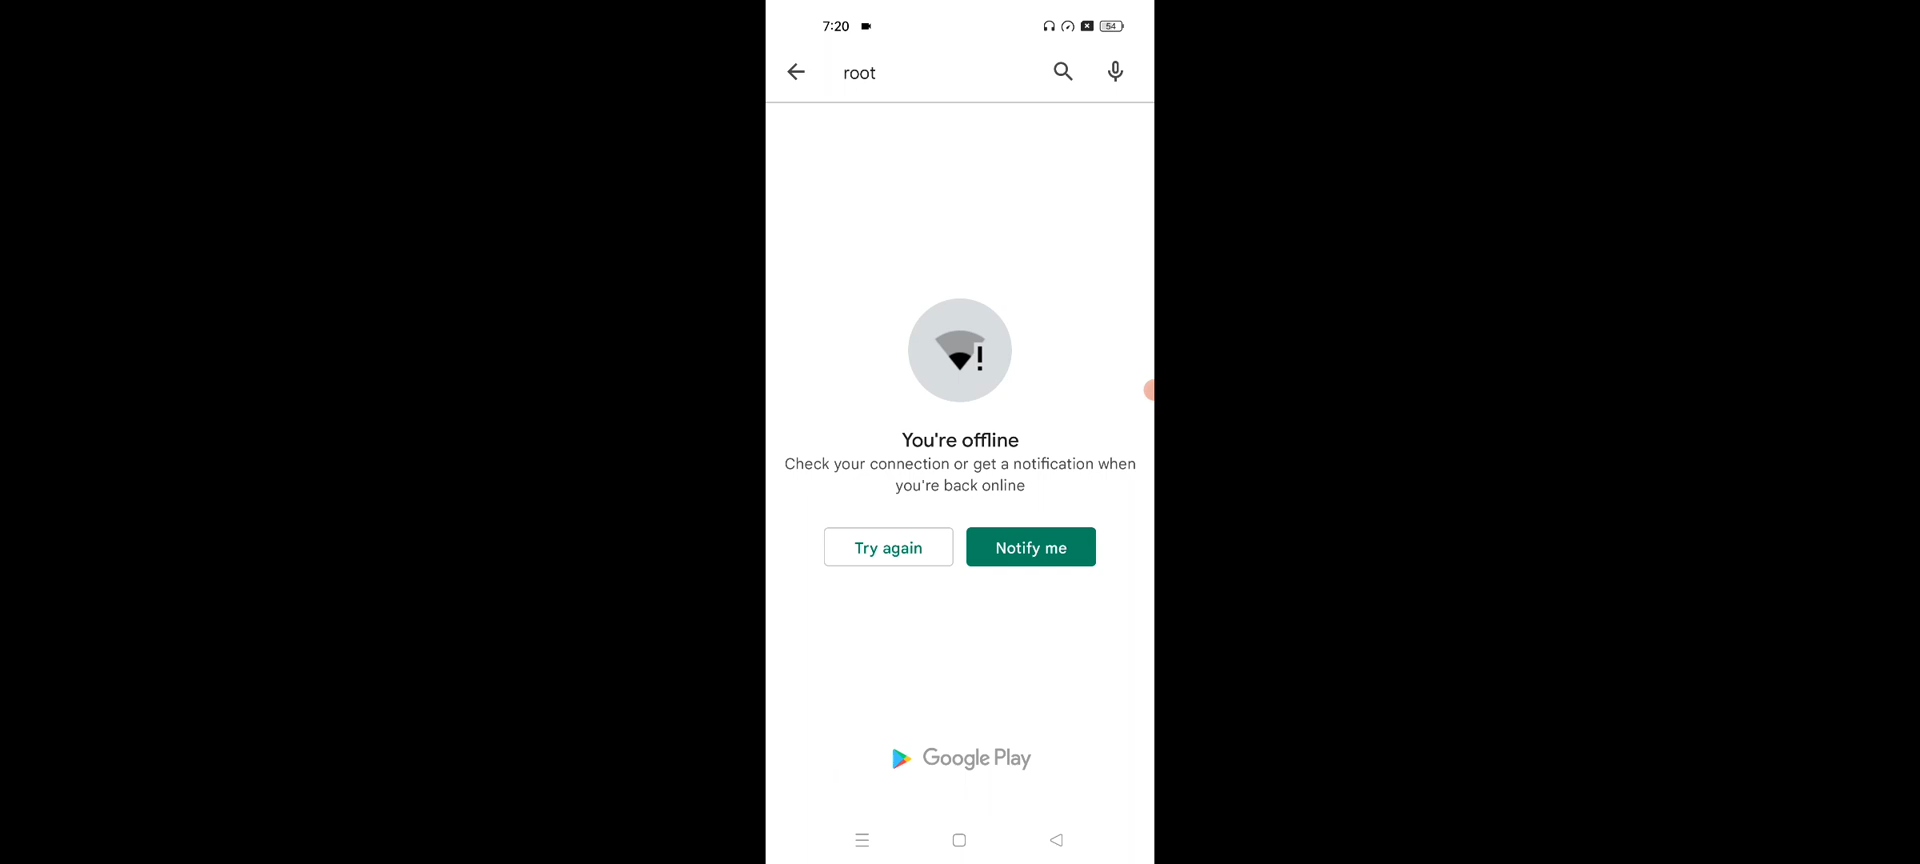 7:20
54
root
!
You're offline
Check your connection or get a notification when
you're back online
Try again
Notify me
Google Play